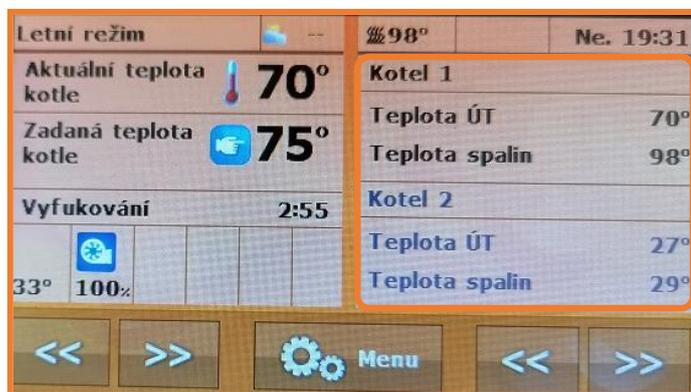 Letní režim --
98° Ne. 19:31
Aktuální teplota
kotle 70°
Zadaná teplota
kotle 75°
Vyfukování 2:55
33° 100%
Kotel 1
Teplota ÚT 70°
Teplota spalin 98°
Kotel 2
Teplota ÚT 27°
Teplota spalin 29°
<< >> Menu << >>